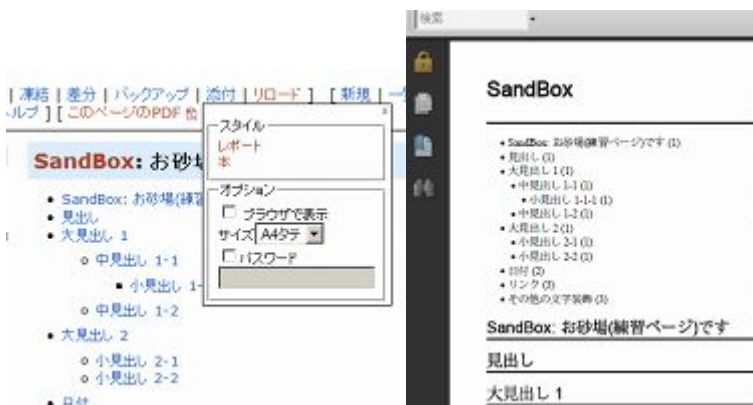 | 凍結 | 差分 | バックアップ | 添付 | リロード ] [ 新規 |
ルプ ] [ このページのPDF
SandBox: お砂
SandBox: お砂場(練習
見出し
大見出し 1
中見出し 1-1
小見出し 1-
中見出し 1-2
大見出し 2
小見出し 2-1
小見出し 2-2
日付
スタイル
レポート
本
オプション
ブラウザで表示
サイズ A4タテ
パスワード
検索
SandBox
SandBox: お砂場(練習ページ)です (1)
見出し (1)
大見出し 1 (1)
中見出し 1-1 (1)
小見出し 1-1-1 (1)
中見出し 1-2 (1)
大見出し 2 (1)
小見出し 2-1 (1)
小見出し 2-2 (1)
日付 (2)
リンク (3)
その他の文字装飾 (3)
SandBox: お砂場(練習ページ)です
見出し
大見出し 1